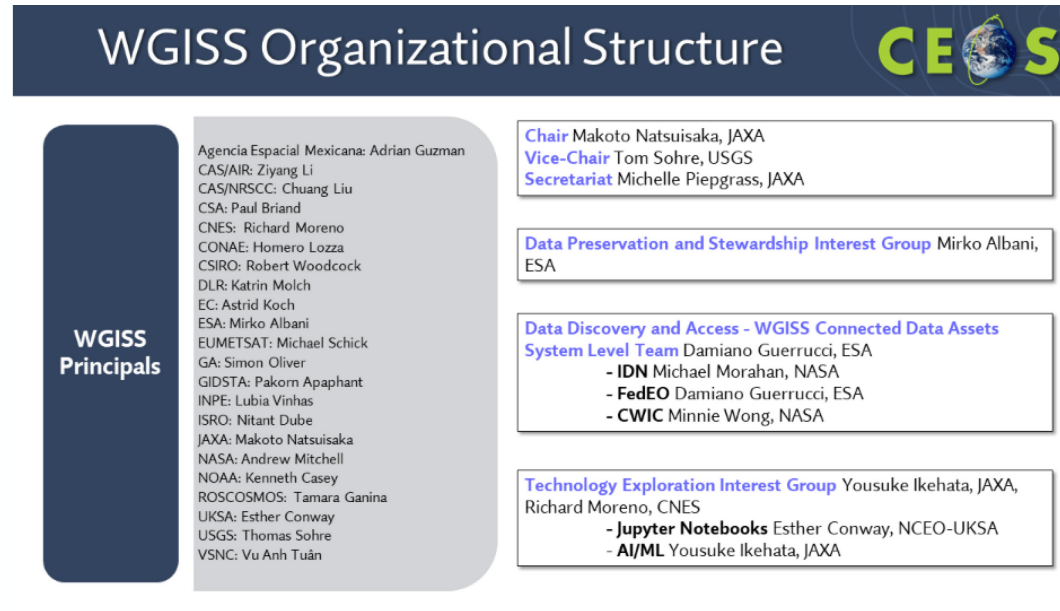 WGISS Organizational Structure
CEOS
WGISS
Principals
Agencia Espacial Mexicana: Adrian Guzman
CAS/AIR: Ziyang Li
CAS/NRSCC: Chuang Liu
CSA: Paul Briand
CNES: Richard Moreno
CONAE: Homero Lozza
CSIRO: Robert Woodcock
DLR: Katrin Molch
EC: Astrid Koch
ESA: Mirko Albani
EUMETSAT: Michael Schick
GA: Simon Oliver
GIDSTA: Pakorn Apaphant
INPE: Lubia Vinhas
ISRO: Nitant Dube
JAXA: Makoto Natsuisaka
NASA: Andrew Mitchell
NOAA: Kenneth Casey
ROSCOSMOS: Tamara Ganina
UKSA: Esther Conway
USGS: Thomas Sohre
VSNC: Vu Anh Tuân
Chair Makoto Natsuisaka, JAXA
Vice-Chair Tom Sohre, USGS
Secretariat Michelle Piepgrass, JAXA
Data Preservation and Stewardship Interest Group Mirko Albani,
ESA
Data Discovery and Access - WGISS Connected Data Assets
System Level Team Damiano Guerrucci, ESA
- IDN Michael Morahan, NASA
- FedEO Damiano Guerrucci, ESA
- CWIC Minnie Wong, NASA
Technology Exploration Interest Group Yousuke Ikehata, JAXA,
Richard Moreno, CNES
- Jupyter Notebooks Esther Conway, NCEO-UKSA
- AI/ML Yousuke Ikehata, JAXA